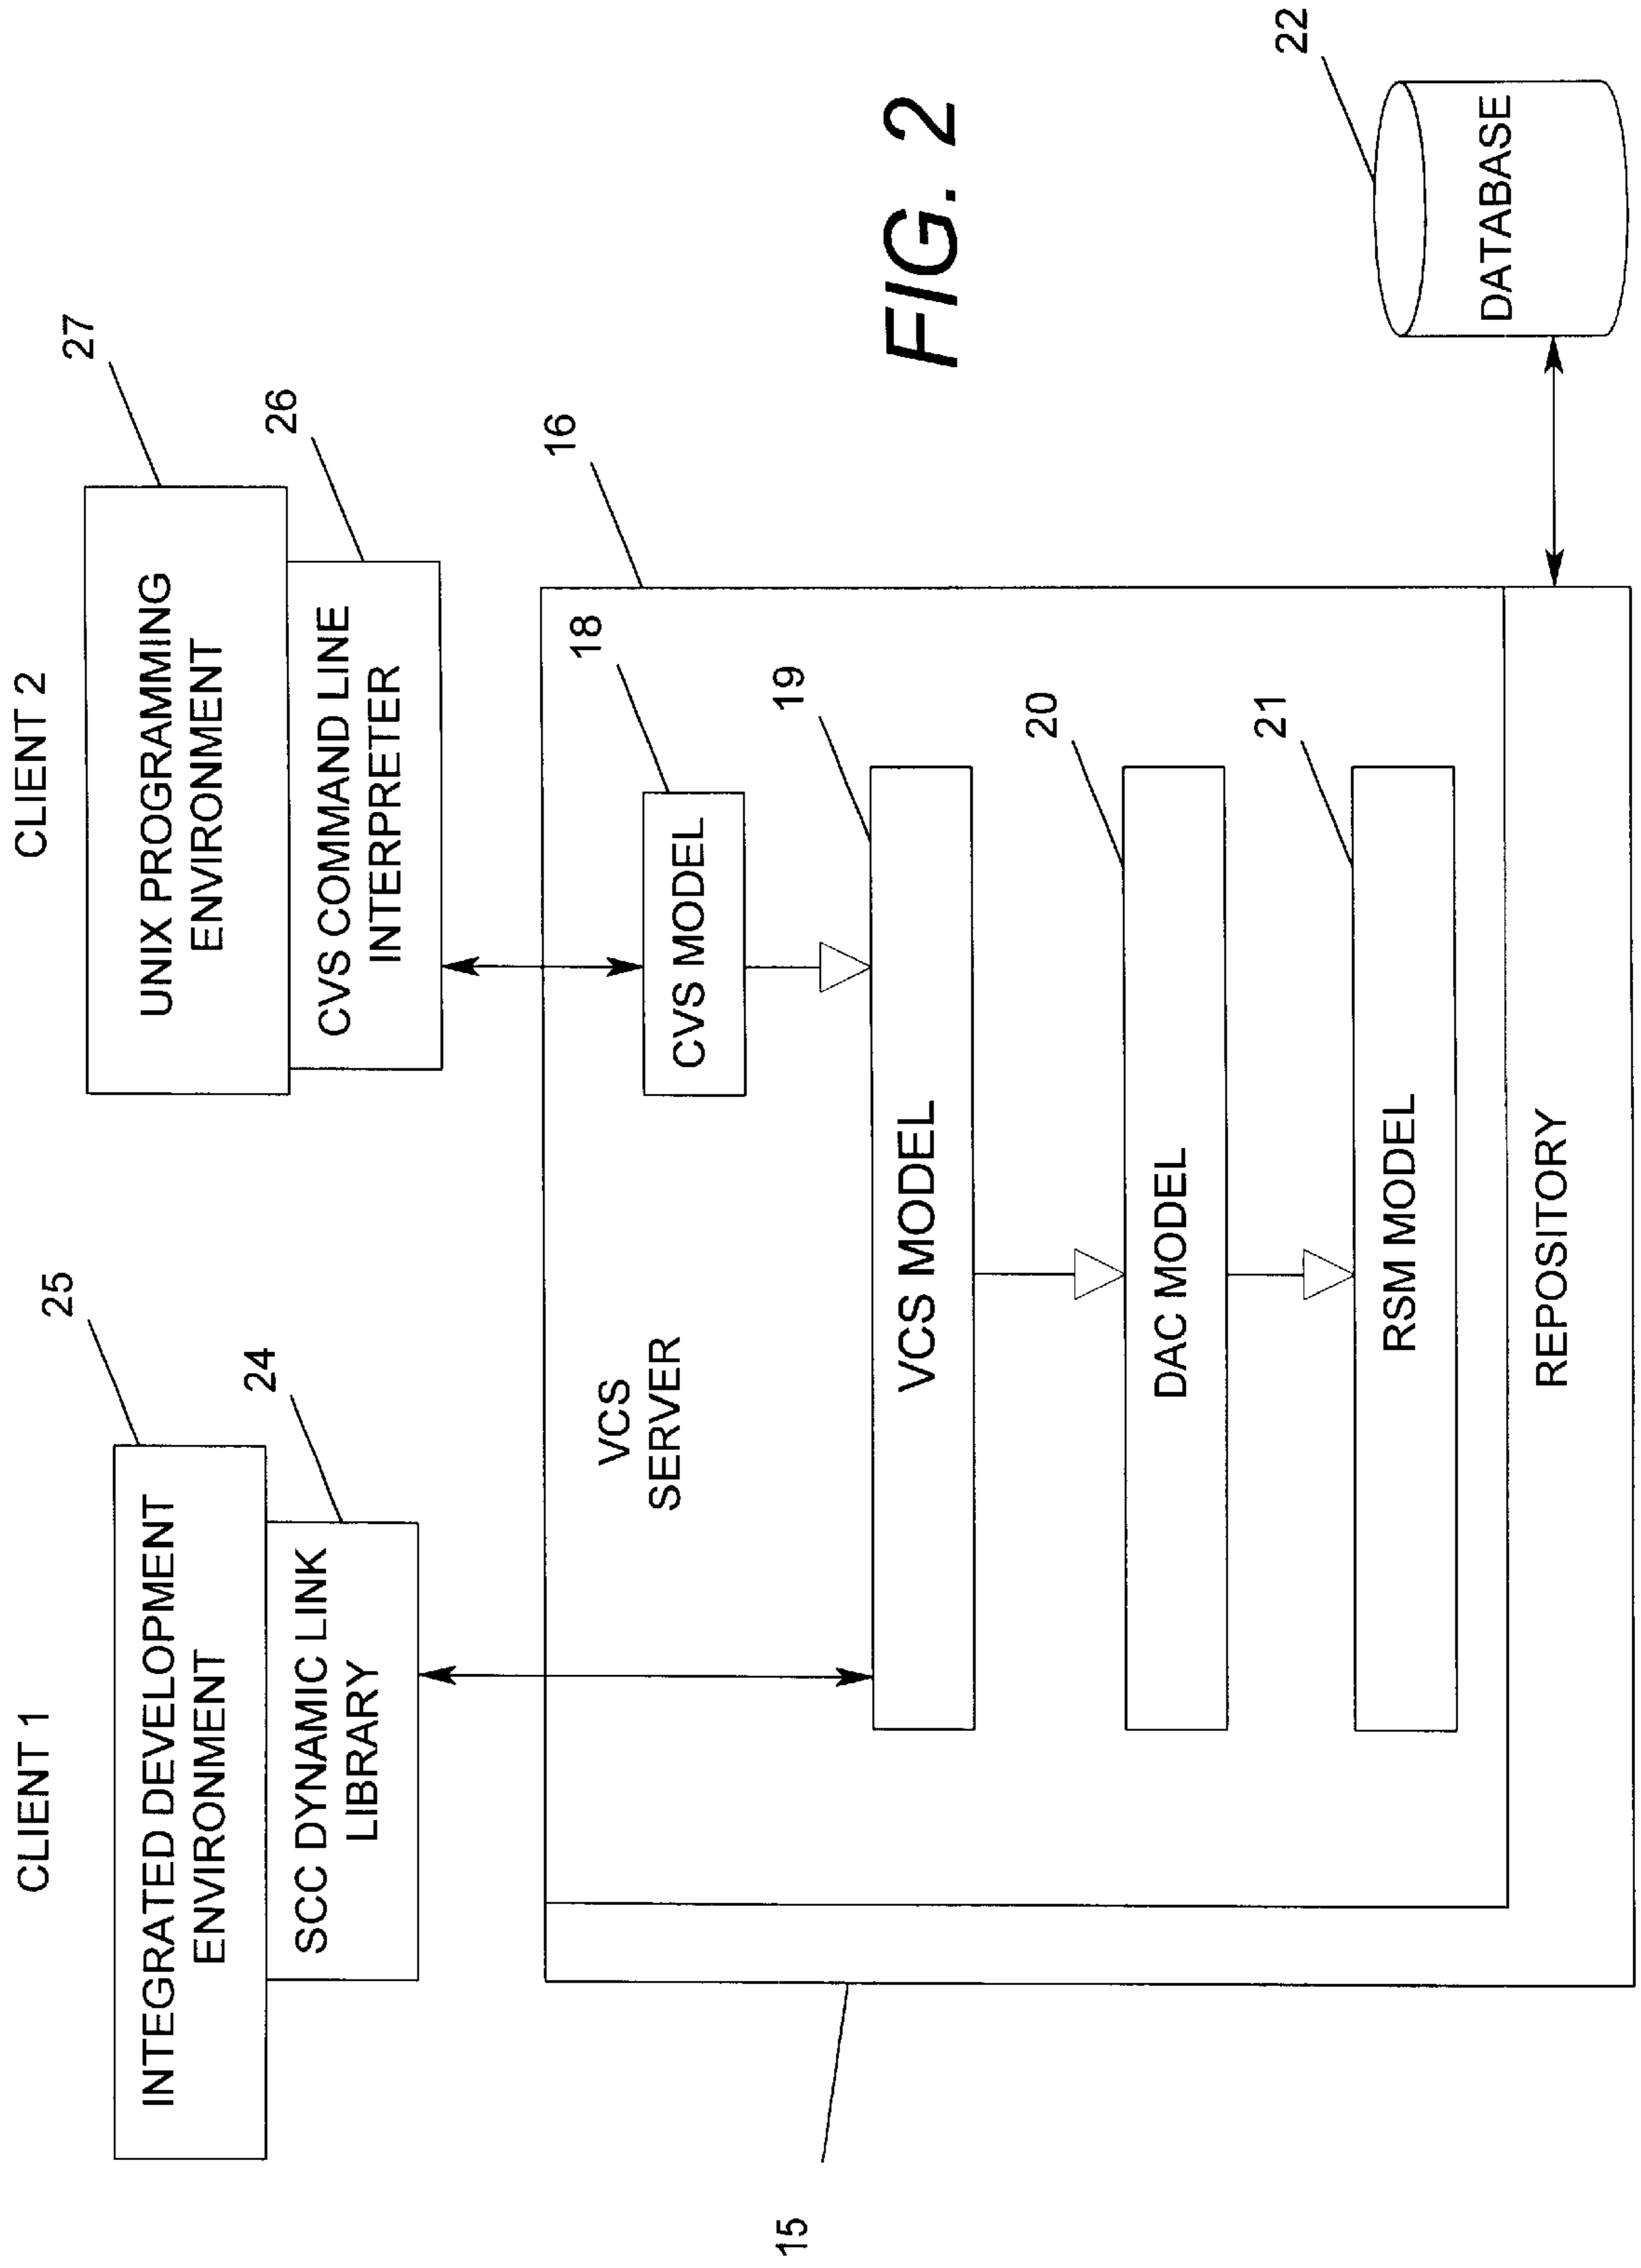 CLIENT 1
CLIENT 2
25
INTEGRATED DEVELOPMENT
ENVIRONMENT
24
SCC DYNAMIC LINK
LIBRARY
27
UNIX PROGRAMMING
ENVIRONMENT
26
CVS COMMAND LINE
INTERPRETER
16
VCS
SERVER
18
CVS MODEL
15
19
VCS MODEL
20
DAC MODEL
21
RSM MODEL
REPOSITORY
22
DATABASE
FIG. 2